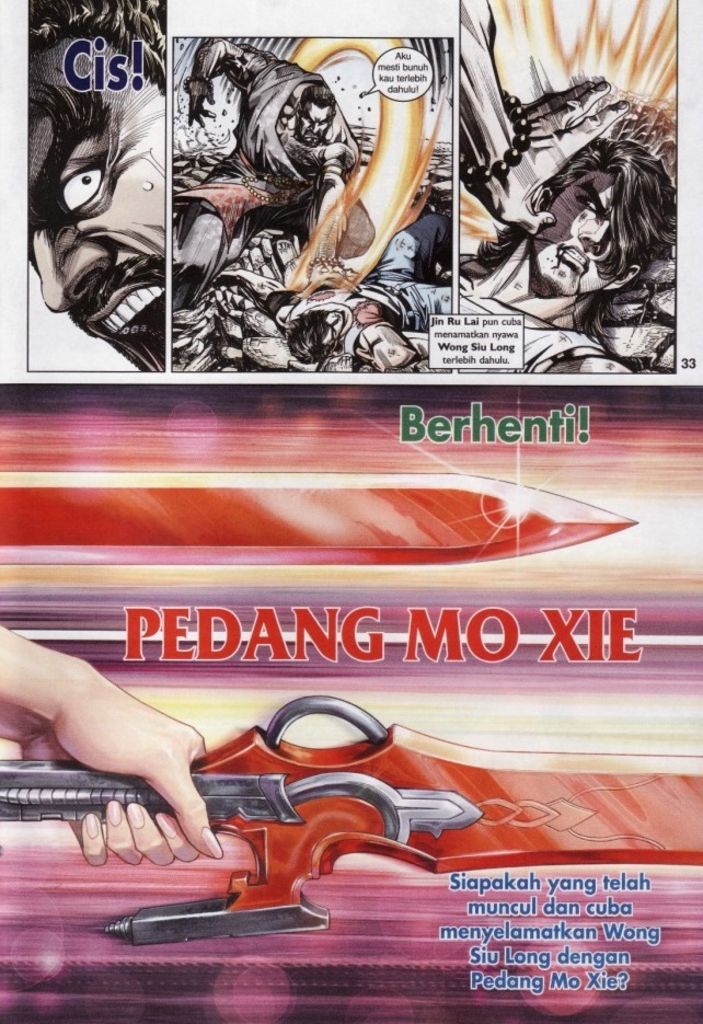 Cis!
Aku
mesti bunuh
kau terlebih
dahulu!
Jin Ru Lai pun cuba
menamatkan nyawa
Wong Siu Long
terlebih dahulu.
33
Berhenti!
PEDANG MO XIE
Siapakah yang telah
muncul dan cuba
menyelamatkan Wong
Siu Long dengan
Pedang Mo Xie?